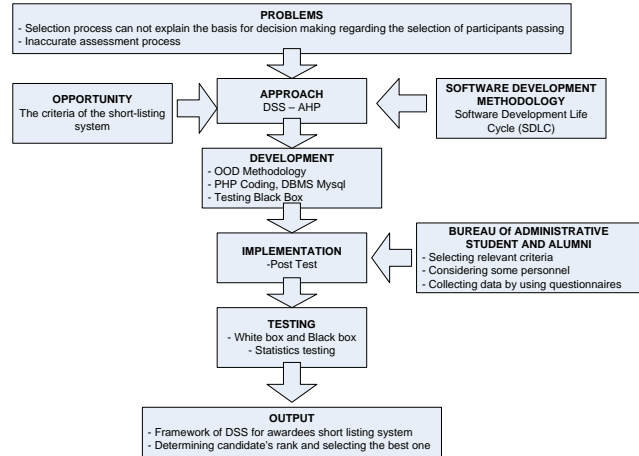 PROBLEMS
- Selection process can not explain the basis for decision making regarding the selection of participants passing
- Inaccurate assessment process
OPPORTUNITY
The criteria of the short-listing
system
APPROACH
DSS – AHP
SOFTWARE DEVELOPMENT
METHODOLOGY
Software Development Life
Cycle (SDLC)
DEVELOPMENT
- OOD Methodology
- PHP Coding, DBMS Mysql
- Testing Black Box
IMPLEMENTATION
-Post Test
BUREAU Of ADMINISTRATIVE
STUDENT AND ALUMNI
- Selecting relevant criteria
- Considering some personnel
- Collecting data by using questionnaires
TESTING
- White box and Black box
- Statistics testing
OUTPUT
- Framework of DSS for awardees short listing system
- Determining candidate's rank and selecting the best one